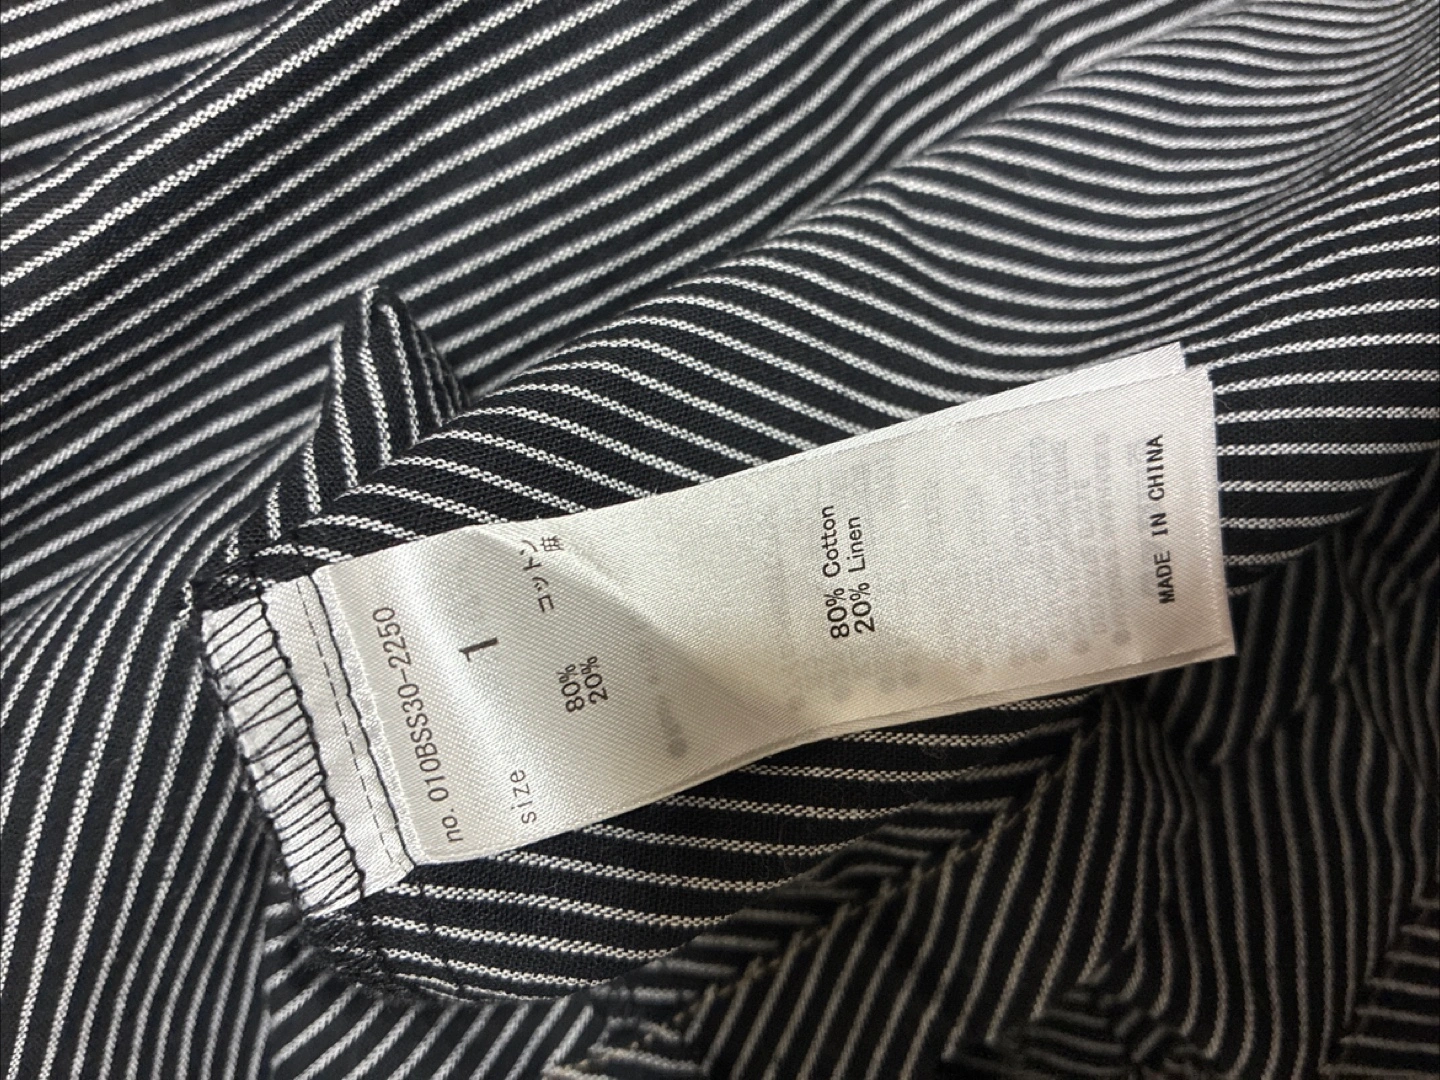 no. 010BSS30-2250
size 1
コットン 80%
麻 20%
80% Cotton
20% Linen
MADE IN CHINA